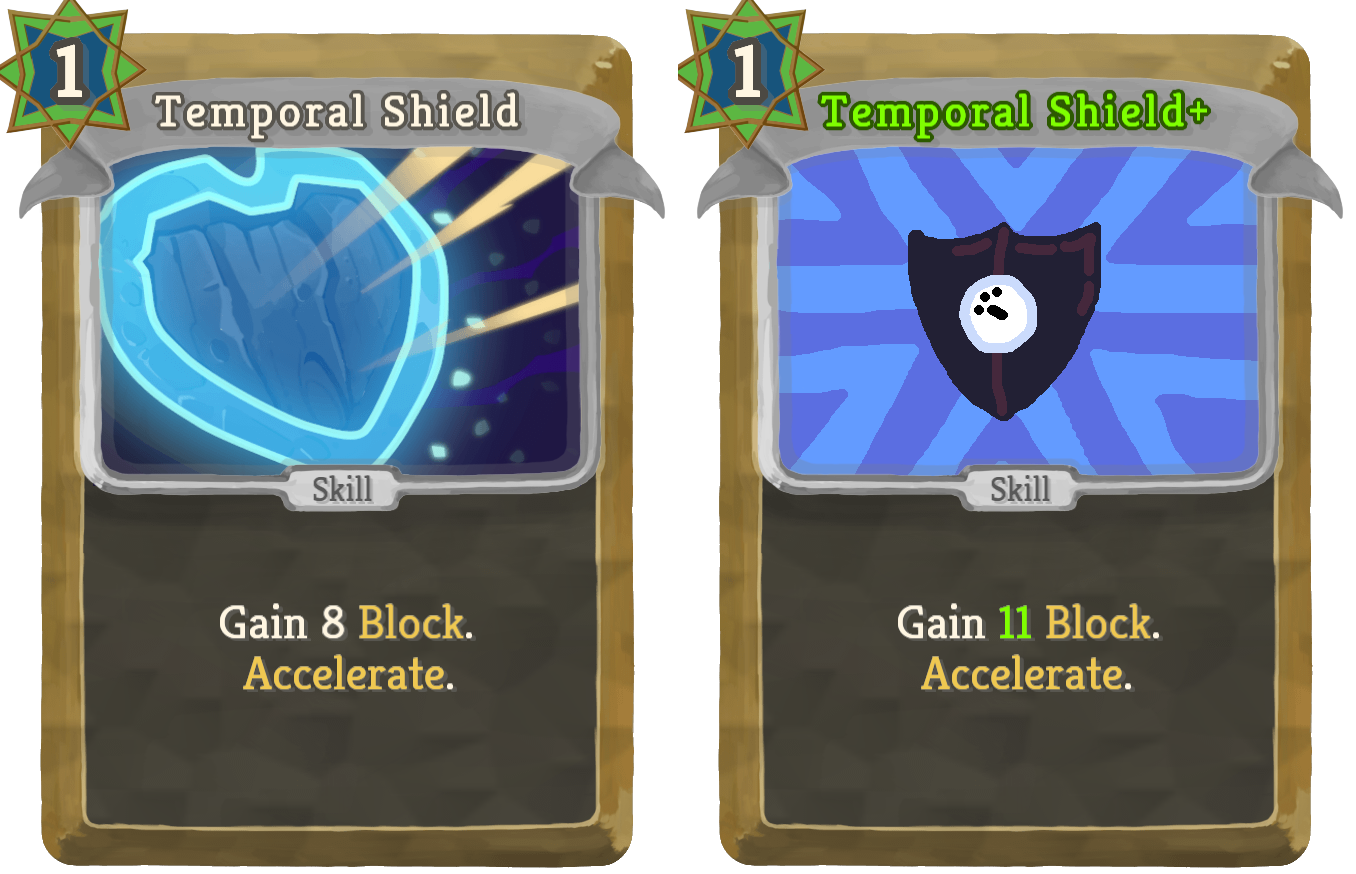 1
Temporal Shield
Skill
Gain 8 Block.
Accelerate.
1
Temporal Shield+
Skill
Gain 11 Block.
Accelerate.